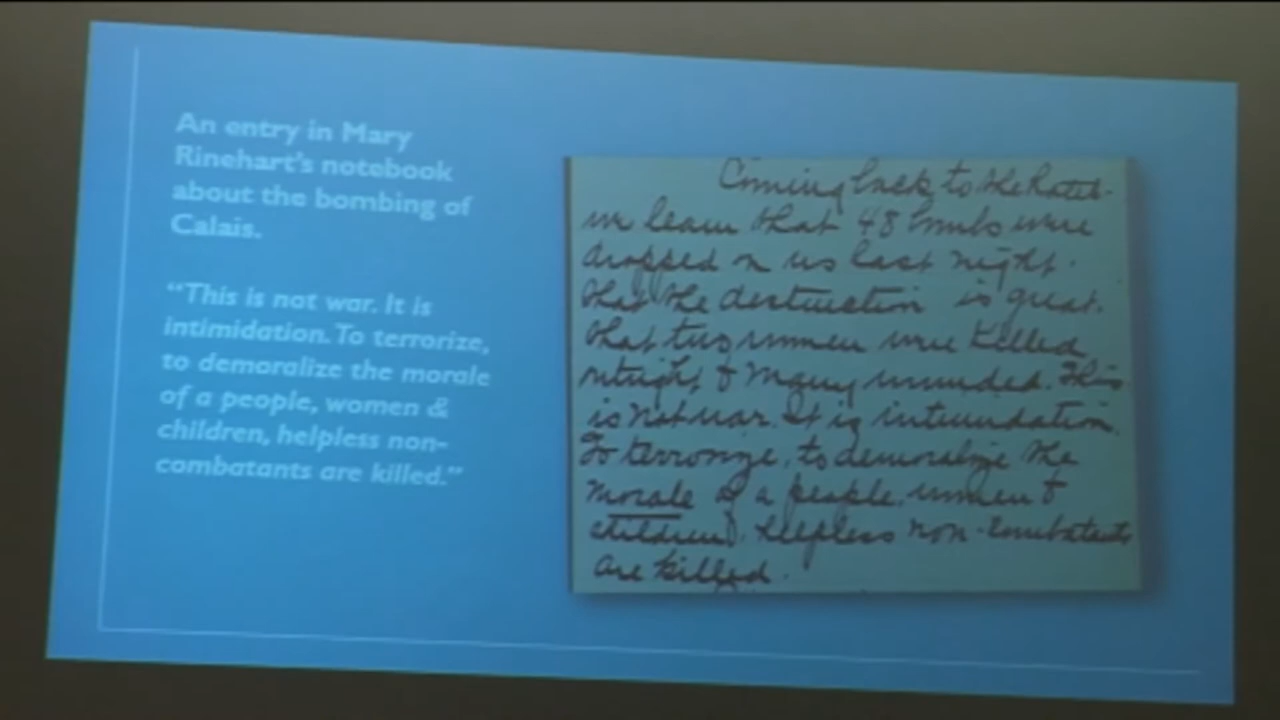 An entry in Mary
Rinehart's notebook
about the bombing of
Calais.
"This is not war. It is
intimidation. To terrorize,
to demoralize the morale
of a people, women &
children, helpless non-
combatants are killed."
Coming back to the Hotel-
we learn that 48 bombs were
dropped on us last night.
that the destruction is great.
that two women were killed
outright & many wounded. This
is not war. It is intimidation.
To terrorize, to demoralize the
morale of a people, women &
children, helpless non-combatants
are killed.